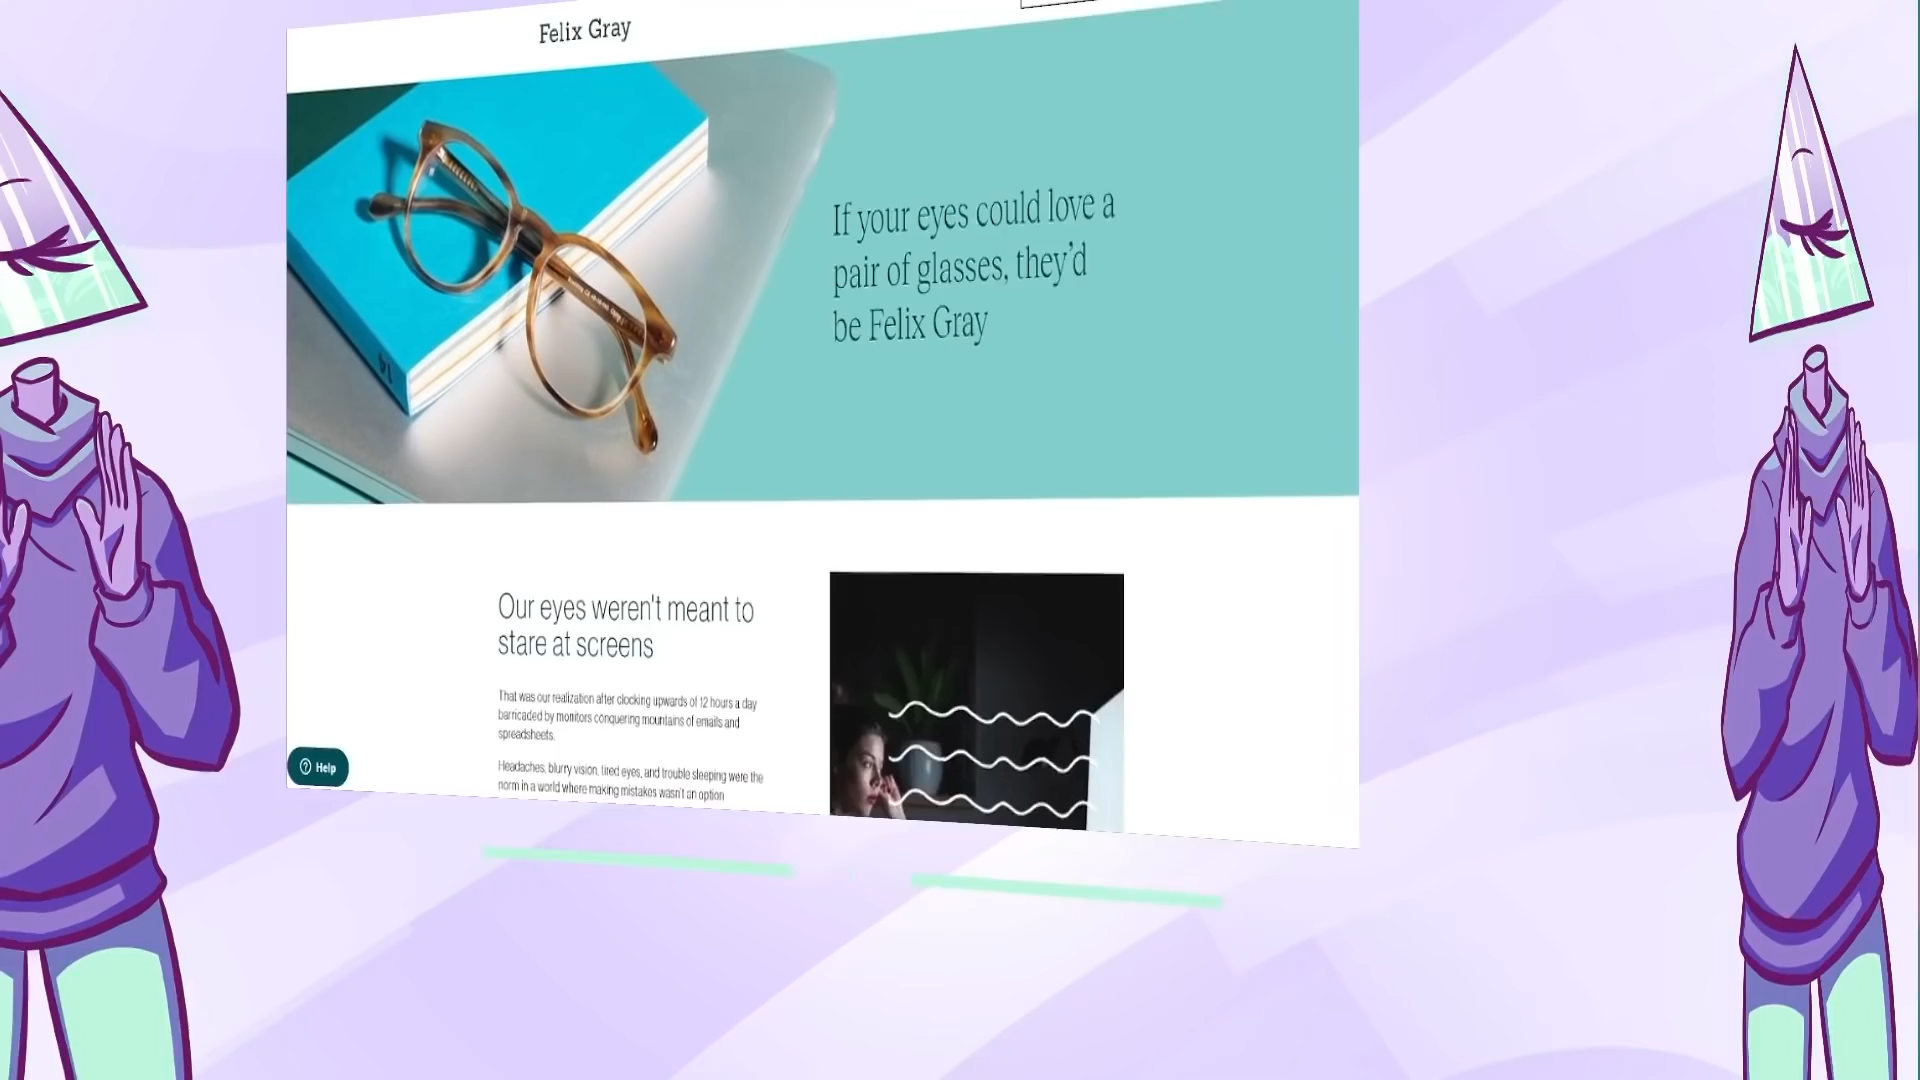 Felix Gray
If your eyes could love a
pair of glasses, they'd
be Felix Gray
Our eyes weren't meant to
stare at screens
That was our realization after clocking upwards of 12 hours a day
barricaded by monitors conquering mountains of emails and
spreadsheets.
Headaches, blurry vision, tired eyes, and trouble sleeping were the
norm in a world where making mistakes wasn't an option
? Help